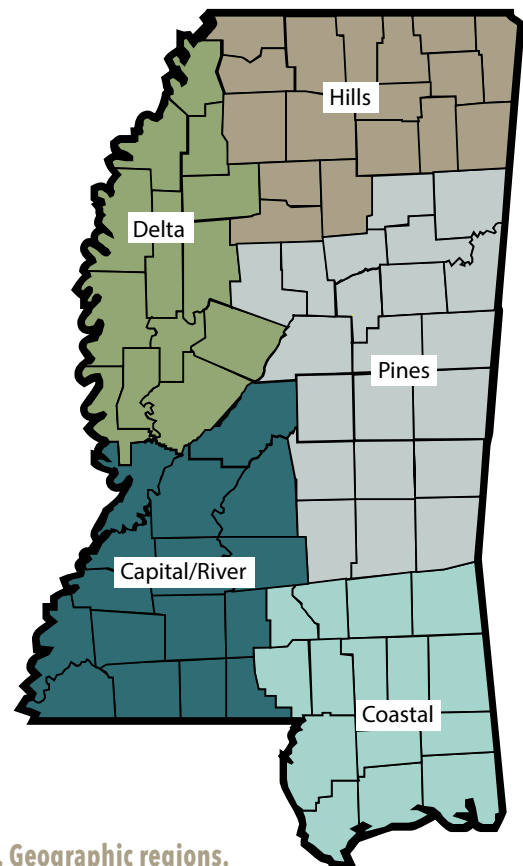 Hills
Delta
Pines
Capital/River
Coastal
. Geographic regions.